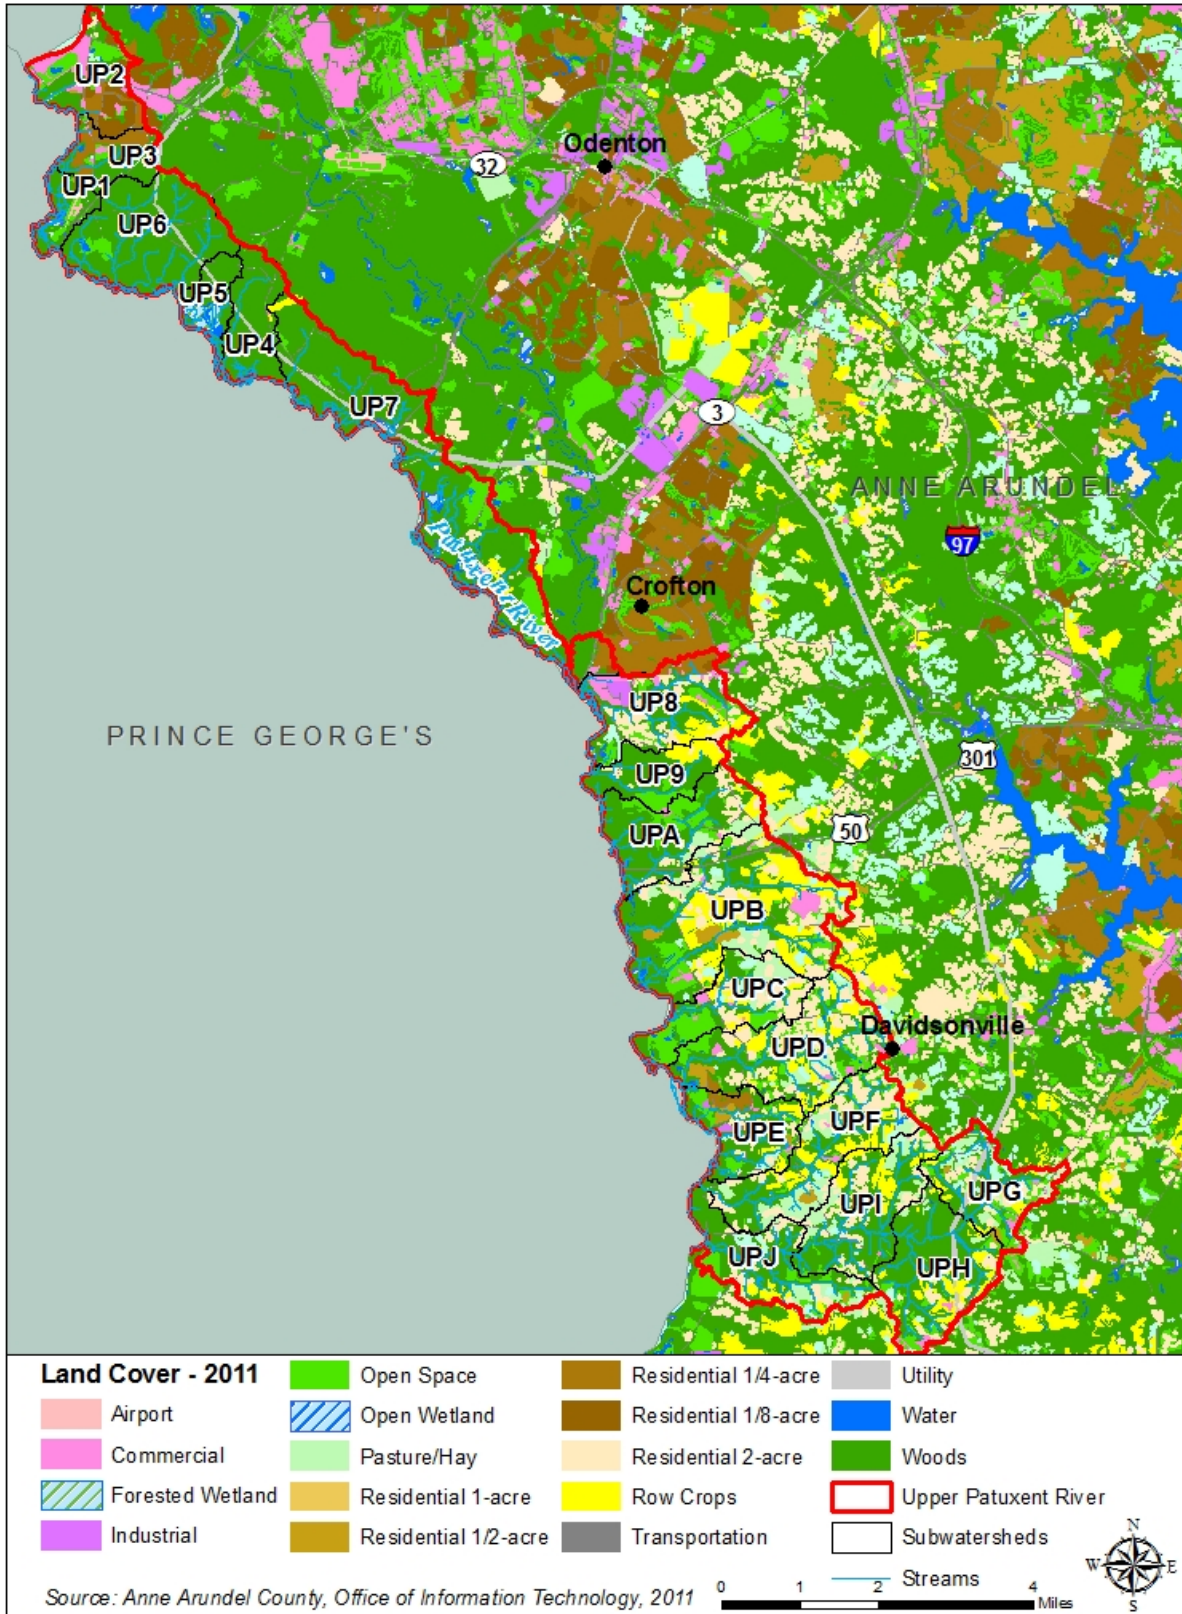 UP2
UP3
UP1
UP6
UP5
UP4
UP7
32
Odenton
3
ANNE ARUNDEL
97
Patuxent River
Crofton
PRINCE GEORGE'S
UP8
UP9
301
50
UPA
UPB
UPC
Davidsonville
UPD
UPE
UPF
UPG
UPI
UPJ
UPH
Land Cover - 2011
Airport
Commercial
Forested Wetland
Industrial
Open Space
Open Wetland
Pasture/Hay
Residential 1-acre
Residential 1/2-acre
Residential 1/4-acre
Residential 1/8-acre
Residential 2-acre
Row Crops
Transportation
Utility
Water
Woods
Upper Patuxent River
Subwatersheds
Streams
N
W E
S
Source: Anne Arundel County, Office of Information Technology, 2011
0 1 2 4
Miles